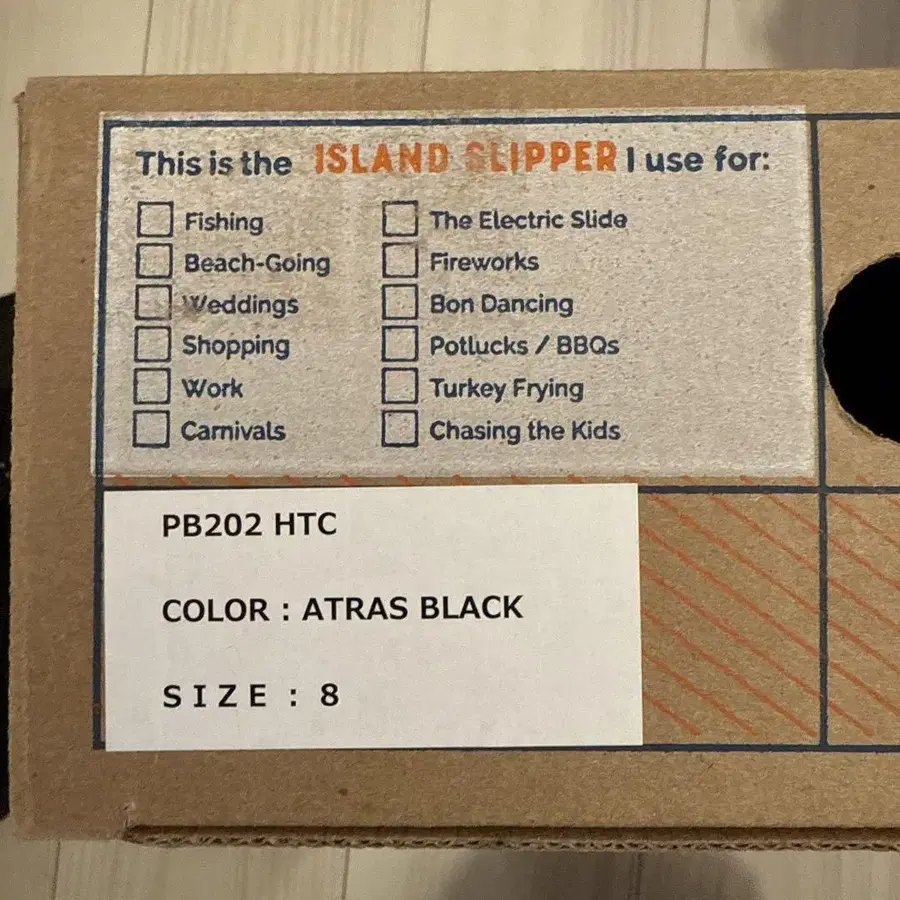 This is the ISLAND SLIPPER I use for:
Fishing
Beach-Going
Weddings
Shopping
Work
Carnivals
The Electric Slide
Fireworks
Bon Dancing
Potlucks / BBQs
Turkey Frying
Chasing the Kids
PB202 HTC
COLOR : ATRAS BLACK
SIZE : 8